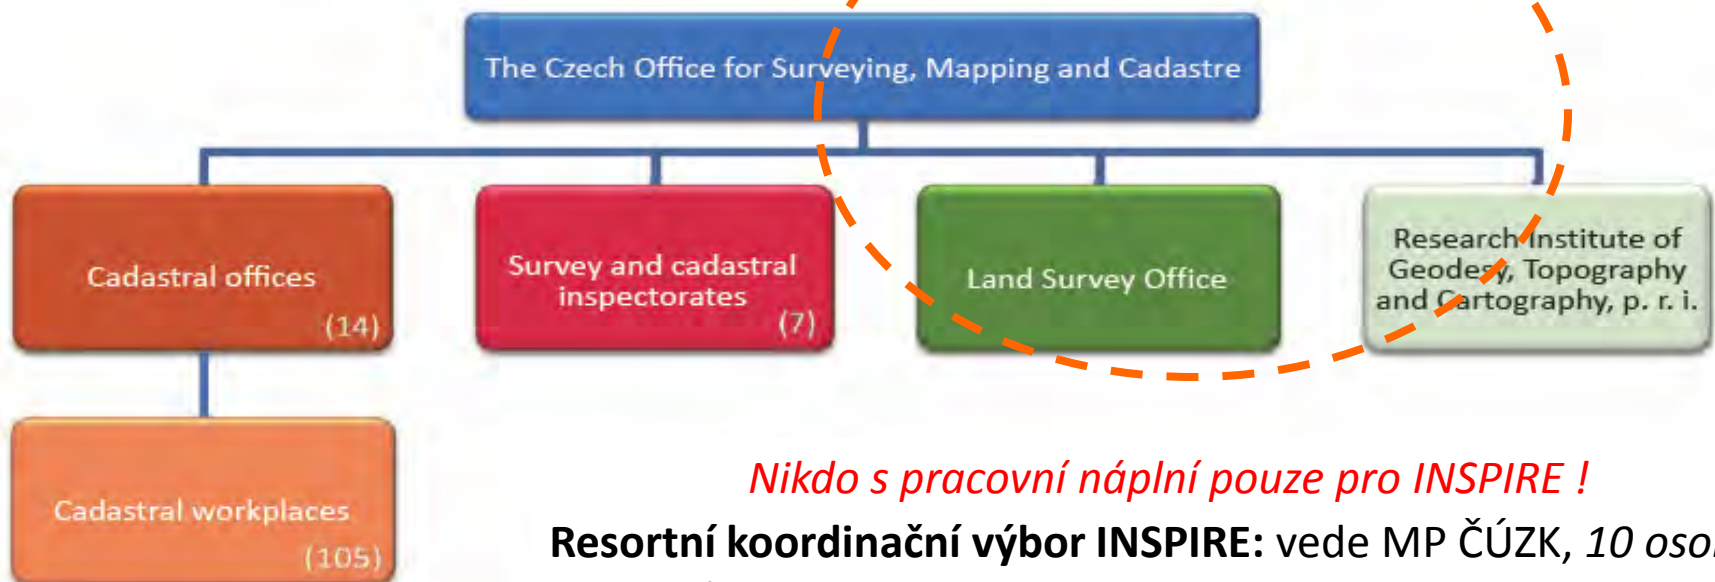 The Czech Office for Surveying, Mapping and Cadastre
Cadastral offices
(14)
Survey and cadastral
inspectorates
(7)
Land Survey Office
Research Institute of
Geodesy, Topography
and Cartography, p. r. i.
Cadastral workplaces
(105)
Nikdo s pracovní náplní pouze pro INSPIRE !
Resortní koordinační výbor INSPIRE: vede MP ČÚZK, 10 osob